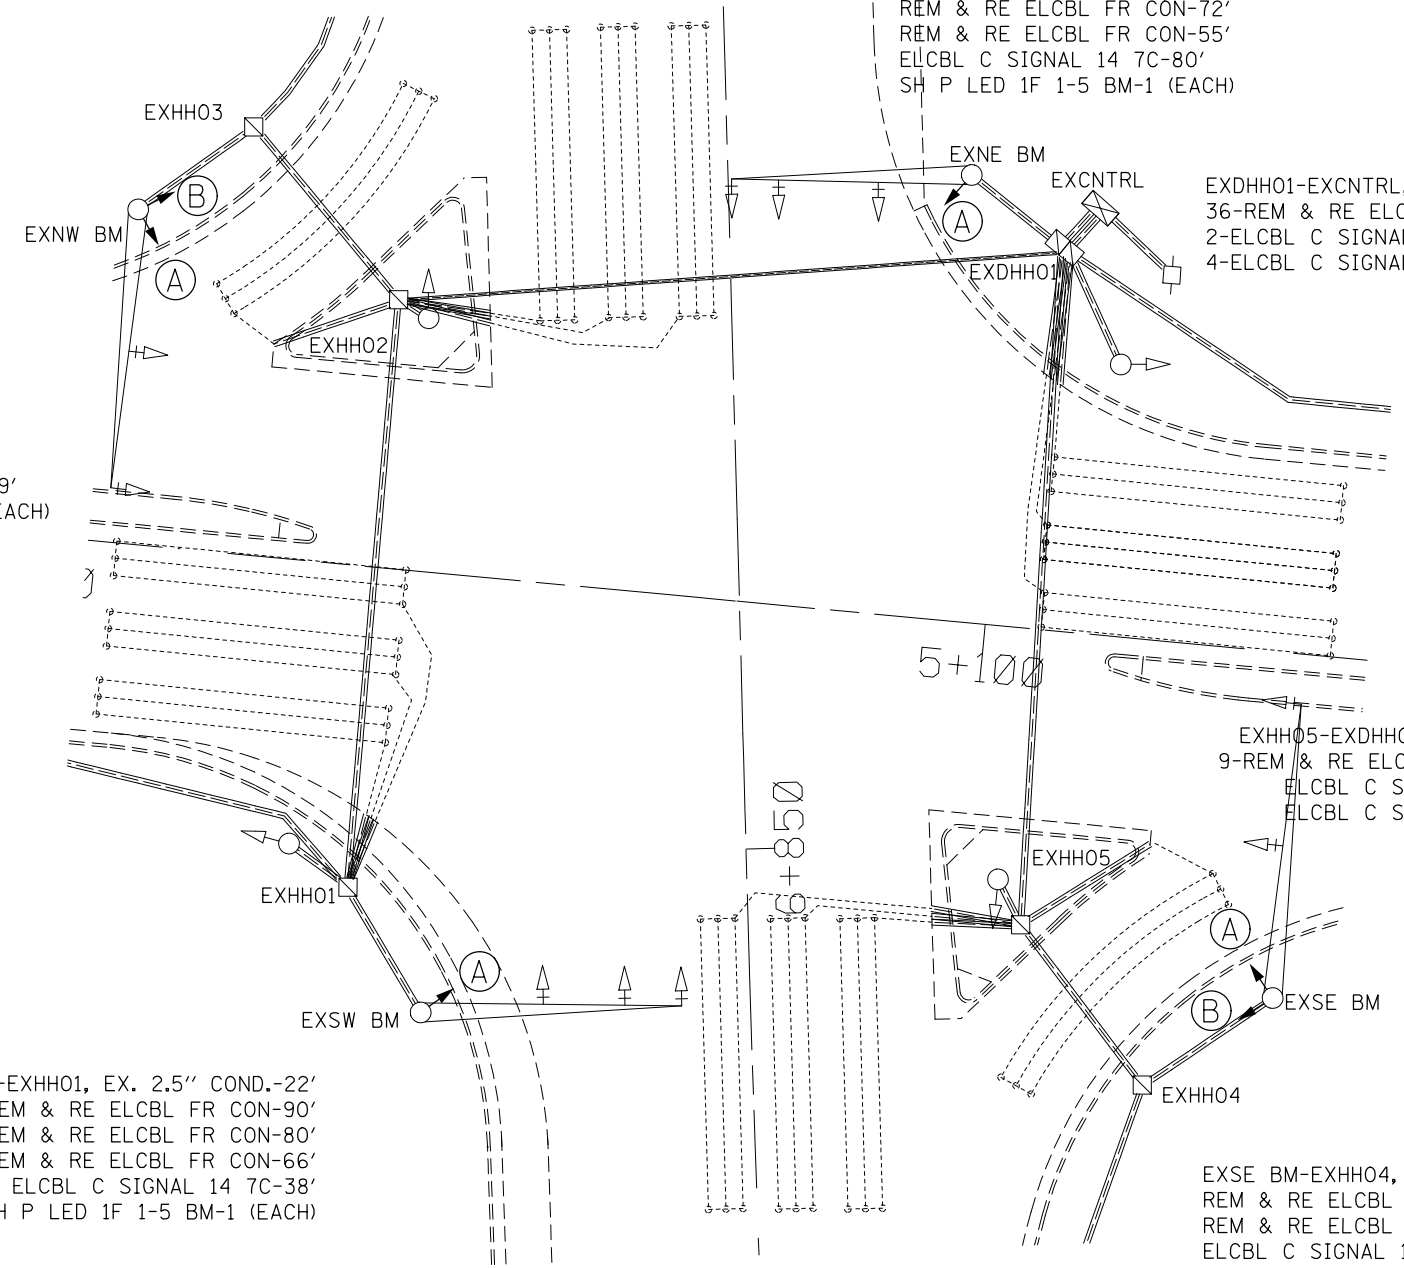 REM & RE ELCBL FR CON-72'
REM & RE ELCBL FR CON-55'
ELCBL C SIGNAL 14 7C-80'
SH P LED 1F 1-5 BM-1 (EACH)
EXHH03
EXNE BM
EXCNTRL
B
A
EXNW BM
A
EXDHH01
EXDHH01-EXCNTRL,
36-REM & RE ELC
2-ELCBL C SIGNAL
4-ELCBL C SIGNAL
EXHH02
9'
EACH)
5+100
EXHH05-EXDHH0
9-REM & RE ELC
ELCBL C S
ELCBL C S
6+850
EXHH05
EXHH01
A
A
B
EXSW BM
EXSE BM
EXHH04
-EXHH01, EX. 2.5'' COND.-22'
EM & RE ELCBL FR CON-90'
EM & RE ELCBL FR CON-80'
EM & RE ELCBL FR CON-66'
ELCBL C SIGNAL 14 7C-38'
H P LED 1F 1-5 BM-1 (EACH)
EXSE BM-EXHH04,
REM & RE ELCBL
REM & RE ELCBL
ELCBL C SIGNAL 1